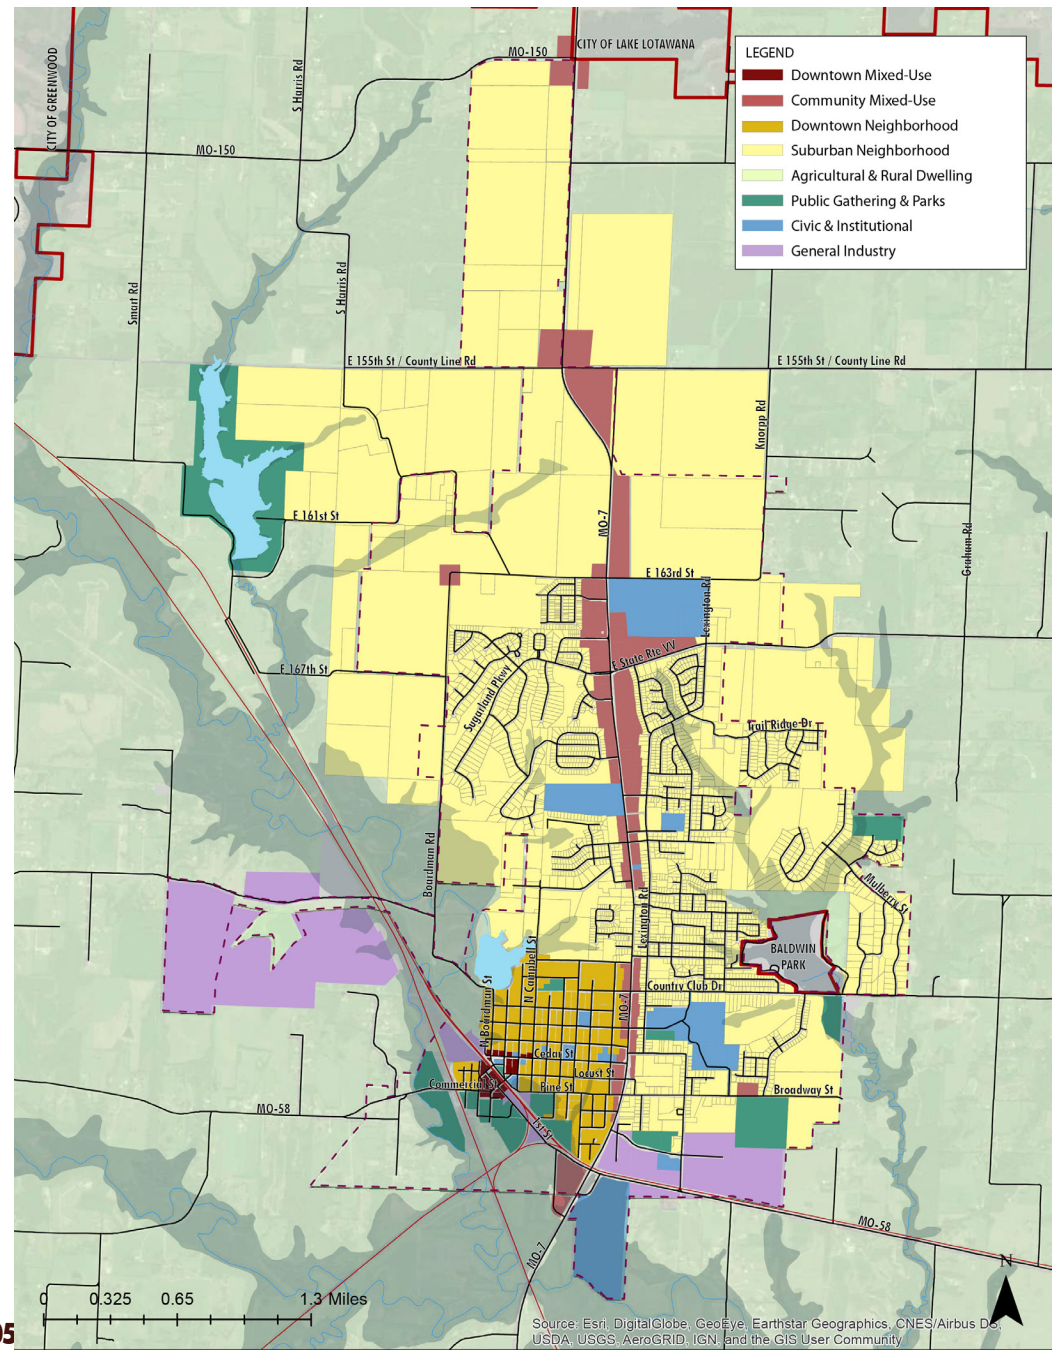 CITY OF LAKE LOTAWANA
MO-150
CITY OF GREENWOOD
S Harris Rd
LEGEND
Downtown Mixed-Use
Community Mixed-Use
Downtown Neighborhood
Suburban Neighborhood
Agricultural & Rural Dwelling
Public Gathering & Parks
Civic & Institutional
General Industry
MO-150
Smart Rd
S Harris Rd
E 155th St / County Line Rd
E 155th St / County Line Rd
Knorpp Rd
E 161st St
MO-7
Graham Rd
E 163rd St
Lexington Rd
E State Rte VV
E 167th St
Sugarland Pkwy
Trail Ridge Dr
Boardman Rd
Mulberry St
Lexington Rd
BALDWIN
PARK
N Campbell St
N Boardman St
MO-7
Country Club Dr
Cedar St
Locust St
Commercial St
Pine St
Broadway St
MO-58
1st St
MO-58
MO-7
N
0 0.325 0.65 1.3 Miles
05
Source: Esri, DigitalGlobe, GeoEye, Earthstar Geographics, CNES/Airbus DS,
USDA, USGS, AeroGRID, IGN, and the GIS User Community